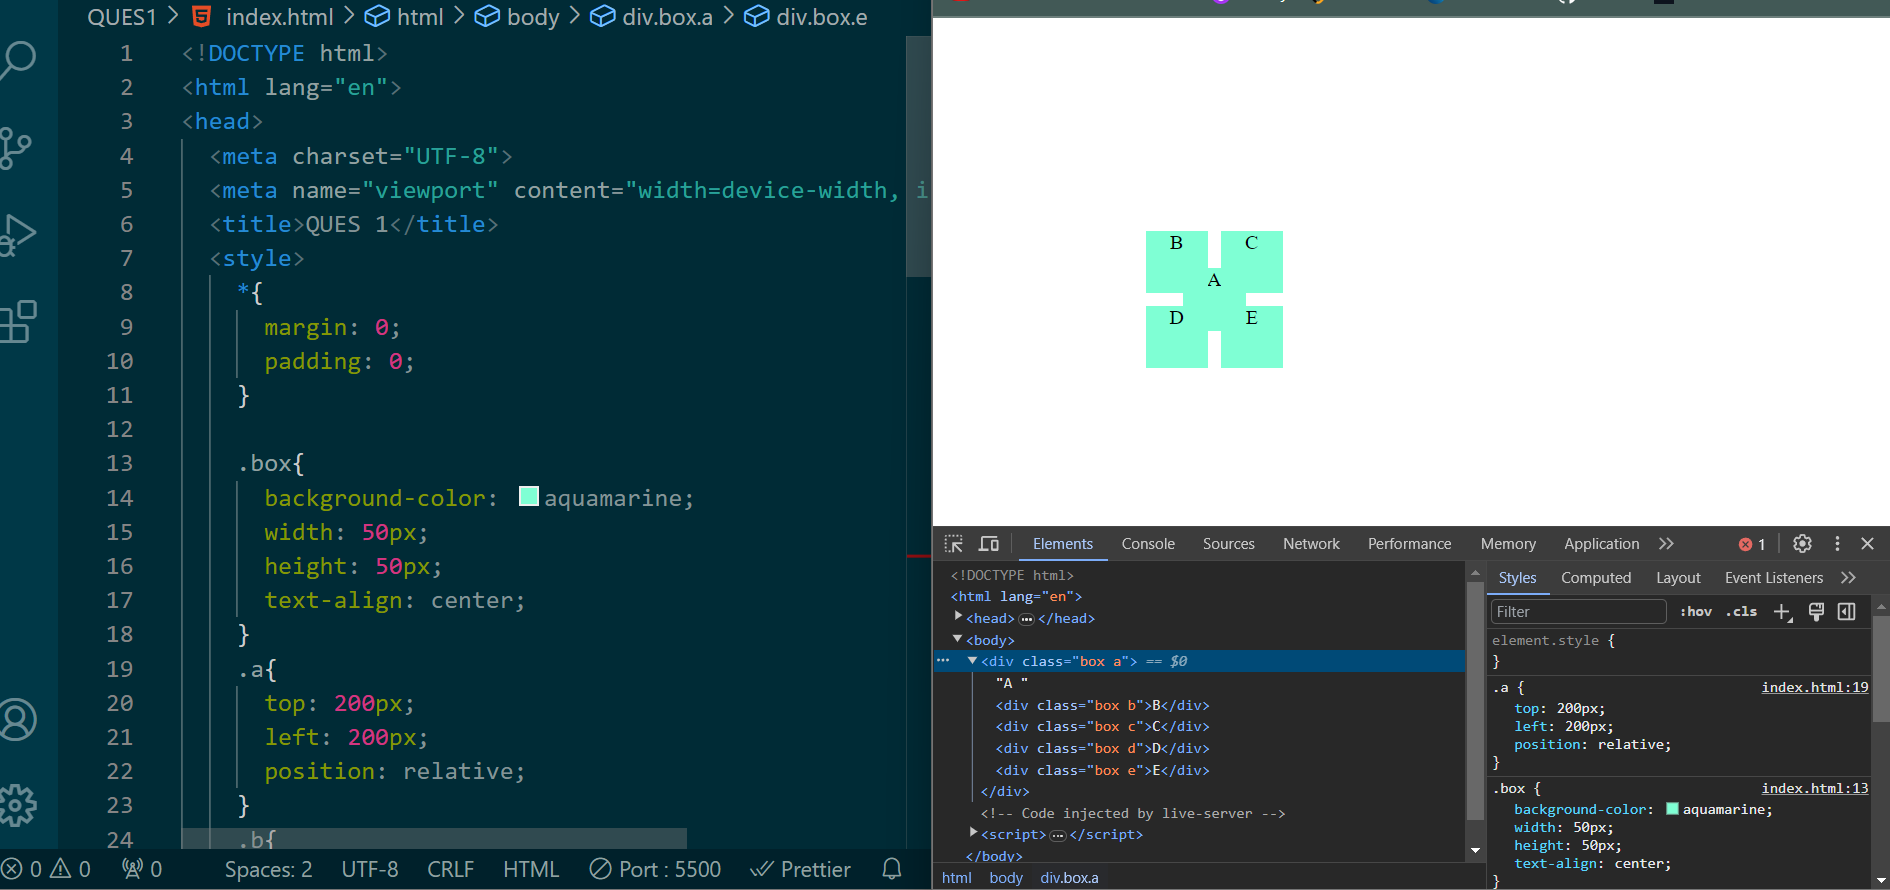 QUES1 > index.html > html > body > div.box.a > div.box.e
1 <!DOCTYPE html>
2 <html lang="en">
3 <head>
4 <meta charset="UTF-8">
5 <meta name="viewport" content="width=device-width, i
6 <title>QUES 1</title>
7 <style>
8 *{
9 margin: 0;
10 padding: 0;
11 }
12
13 .box{
14 background-color: aquamarine;
15 width: 50px;
16 height: 50px;
17 text-align: center;
18 }
19 .a{
20 top: 200px;
21 left: 200px;
22 position: relative;
23 }
24 .b{
0 0 0 Spaces: 2 UTF-8 CRLF HTML Port : 5500 Prettier
B C
A
D E
Elements Console Sources Network Performance Memory Application >> 1
<!DOCTYPE html>
<html lang="en">
<head> ... </head>
<body>
... <div class="box a"> == $0
"A "
<div class="box b">B</div>
<div class="box c">C</div>
<div class="box d">D</div>
<div class="box e">E</div>
</div>
<!-- Code injected by live-server -->
<script> ... </script>
</body>
html body div.box.a
Styles Computed Layout Event Listeners >>
Filter :hov .cls +
element.style {
}
.a { index.html:19
top: 200px;
left: 200px;
position: relative;
}
.box { index.html:13
background-color: aquamarine;
width: 50px;
height: 50px;
text-align: center;
}